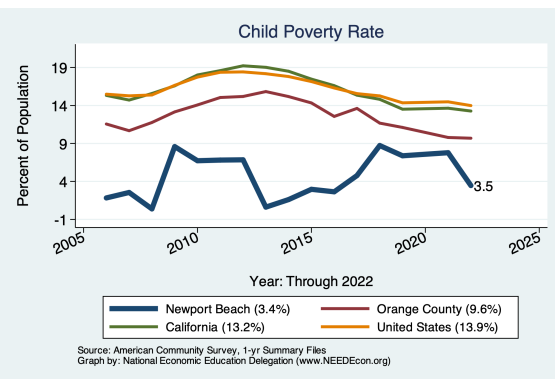 Child Poverty Rate
Percent of Population
19
14
9
4
-1
3.5
2005 2010 2015 2020 2025
Year: Through 2022
Newport Beach (3.4%) Orange County (9.6%)
California (13.2%) United States (13.9%)
Source: American Community Survey, 1-yr Summary Files
Graph by: National Economic Education Delegation (www.NEEDEcon.org)